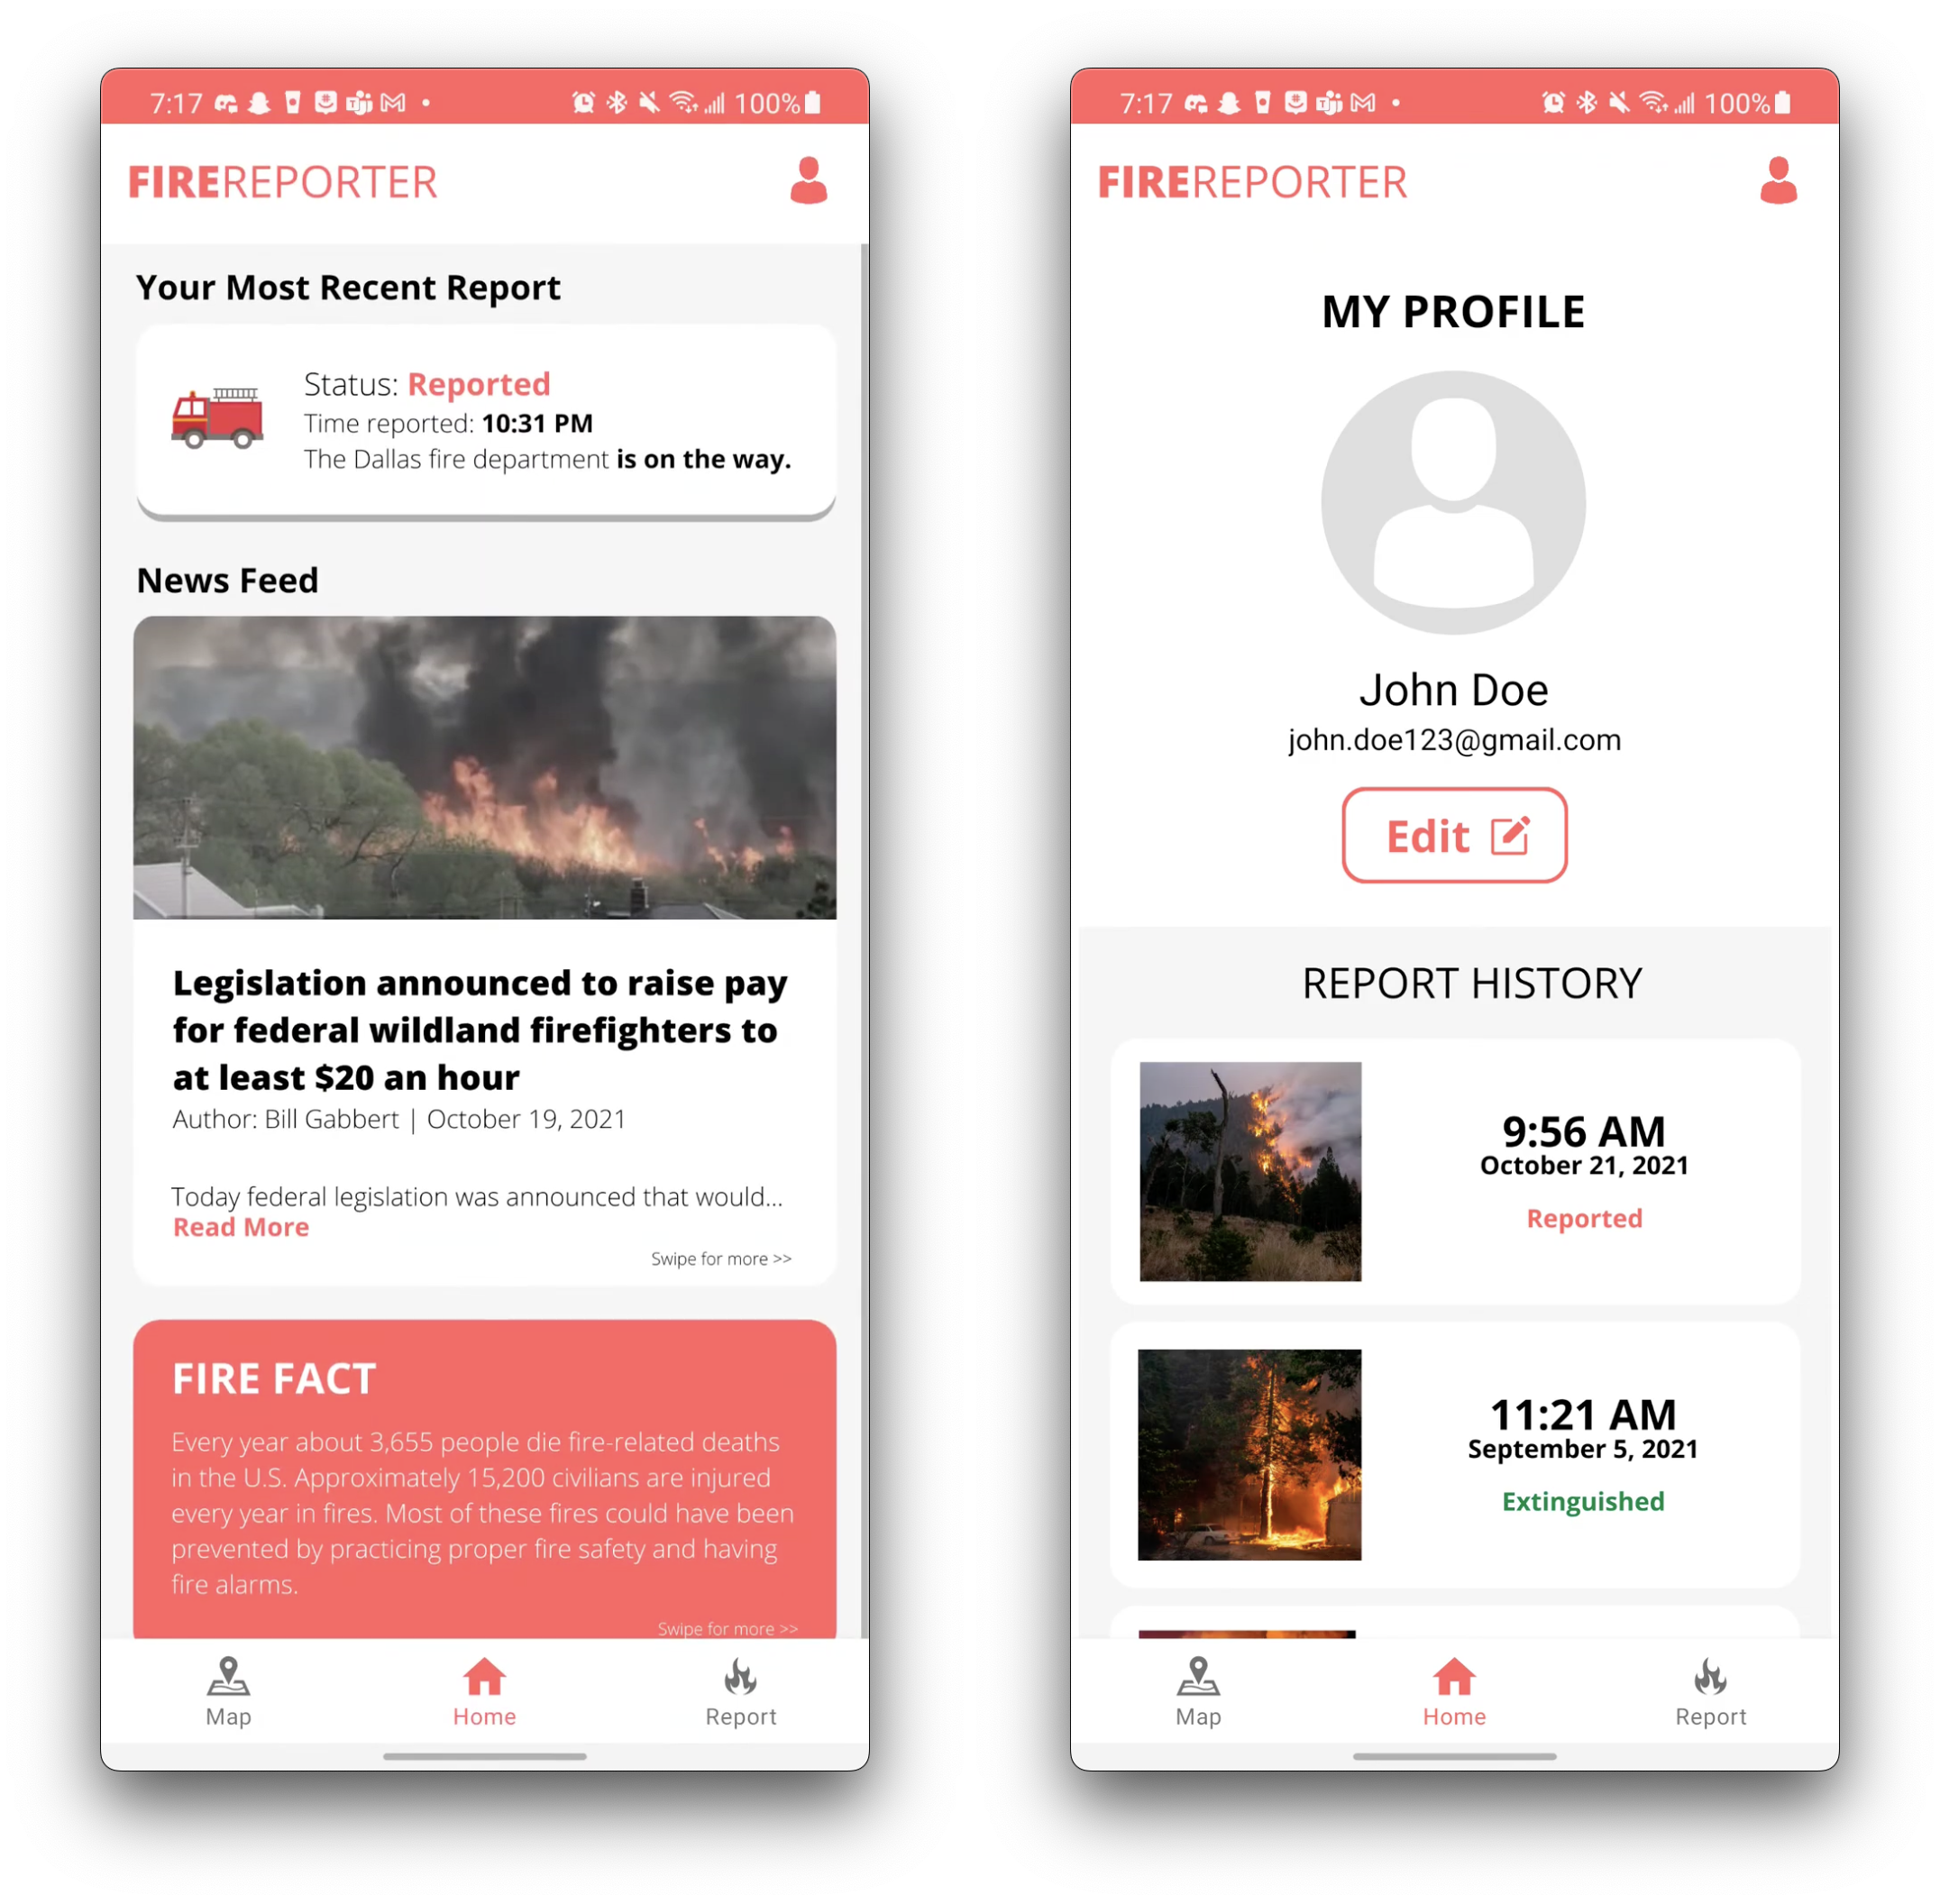 7:17 100%
FIREREPORTER
Your Most Recent Report
Status: Reported
Time reported: 10:31 PM
The Dallas fire department is on the way.
News Feed
Legislation announced to raise pay
for federal wildland firefighters to
at least $20 an hour
Author: Bill Gabbert | October 19, 2021
Today federal legislation was announced that would...
Read More
Swipe for more >>
FIRE FACT
Every year about 3,655 people die fire-related deaths
in the U.S. Approximately 15,200 civilians are injured
every year in fires. Most of these fires could have been
prevented by practicing proper fire safety and having
fire alarms.
Swipe for more >>
Map Home Report
7:17 100%
FIREREPORTER
MY PROFILE
John Doe
john.doe123@gmail.com
Edit
REPORT HISTORY
9:56 AM
October 21, 2021
Reported
11:21 AM
September 5, 2021
Extinguished
Map Home Report